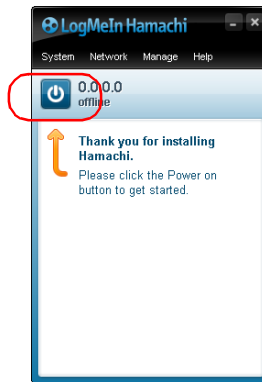 LogMeIn Hamachi
System Network Manage Help
0.0.0.0
offline
Thank you for installing
Hamachi.
Please click the Power on
button to get started.